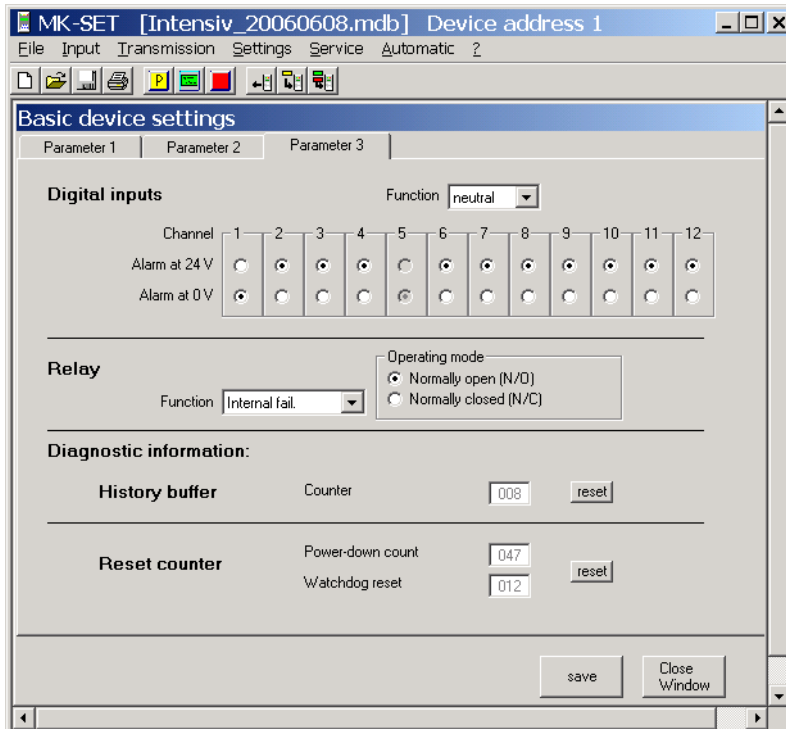 MK-SET [Intensiv_20060608.mdb] Device address 1
File Input Transmission Settings Service Automatic ?
P
Basic device settings
Parameter 1 Parameter 2 Parameter 3
Digital inputs Function neutral
Channel 1 2 3 4 5 6 7 8 9 10 11 12
Alarm at 24 V
Alarm at 0 V
Relay
Operating mode
Normally open (N/O)
Function Internal fail. Normally closed (N/C)
Diagnostic information:
History buffer Counter 008 reset
Reset counter
Power-down count 047
reset
Watchdog reset 012
save
Close
Window